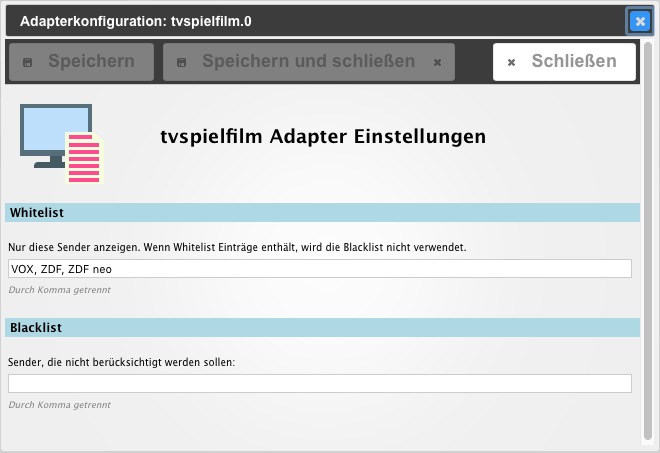 Adapterkonfiguration: tvspielfilm.0
Speichern Speichern und schließen Schließen
tvspielfilm Adapter Einstellungen
Whitelist
Nur diese Sender anzeigen. Wenn Whitelist Einträge enthält, wird die Blacklist nicht verwendet.
VOX, ZDF, ZDF neo
Durch Komma getrennt
Blacklist
Sender, die nicht berücksichtigt werden sollen:
Durch Komma getrennt